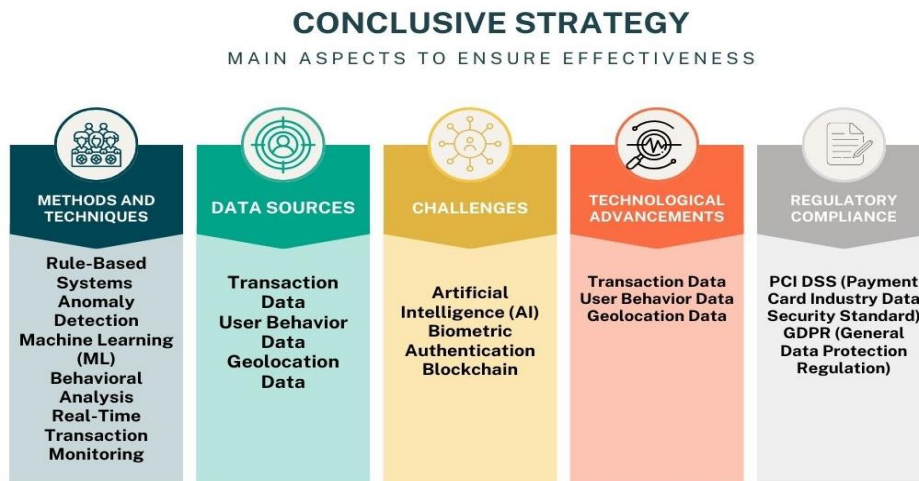 CONCLUSIVE STRATEGY
MAIN ASPECTS TO ENSURE EFFECTIVENESS
METHODS AND
TECHNIQUES
Rule-Based
Systems
Anomaly
Detection
Machine Learning
(ML)
Behavioral
Analysis
Real-Time
Transaction
Monitoring
DATA SOURCES
Transaction
Data
User Behavior
Data
Geolocation
Data
CHALLENGES
Artificial
Intelligence (AI)
Biometric
Authentication
Blockchain
TECHNOLOGICAL
ADVANCEMENTS
Transaction Data
User Behavior Data
Geolocation Data
REGULATORY
COMPLIANCE
PCI DSS (Payment
Card Industry Data
Security Standard)
GDPR (General
Data Protection
Regulation)